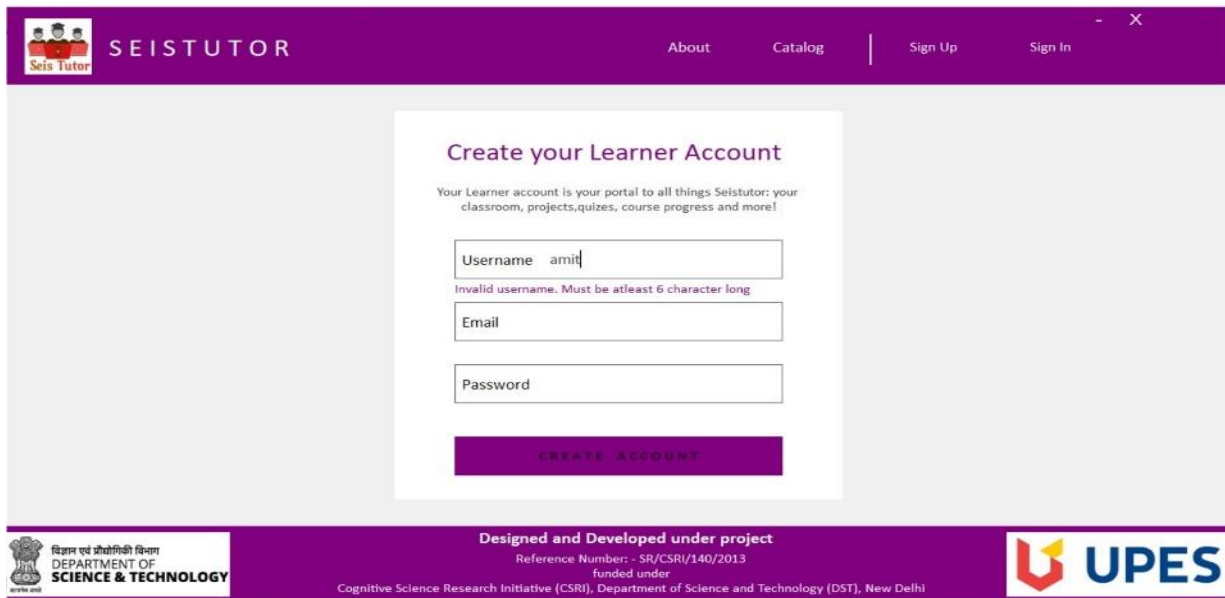 - X
Seis Tutor
SEISTUTOR
About Catalog Sign Up Sign In
Create your Learner Account
Your Learner account is your portal to all things Seistutor: your
classroom, projects,quizes, course progress and more!
Username amit
Invalid username. Must be atleast 6 character long
Email
Password
CREATE ACCOUNT
विज्ञान एवं प्रौद्योगिकी विभाग
DEPARTMENT OF
SCIENCE & TECHNOLOGY
सत्यमेव जयते
Designed and Developed under project
Reference Number: - SR/CSRI/140/2013
funded under
Cognitive Science Research Initiative (CSRI), Department of Science and Technology (DST), New Delhi
UPES